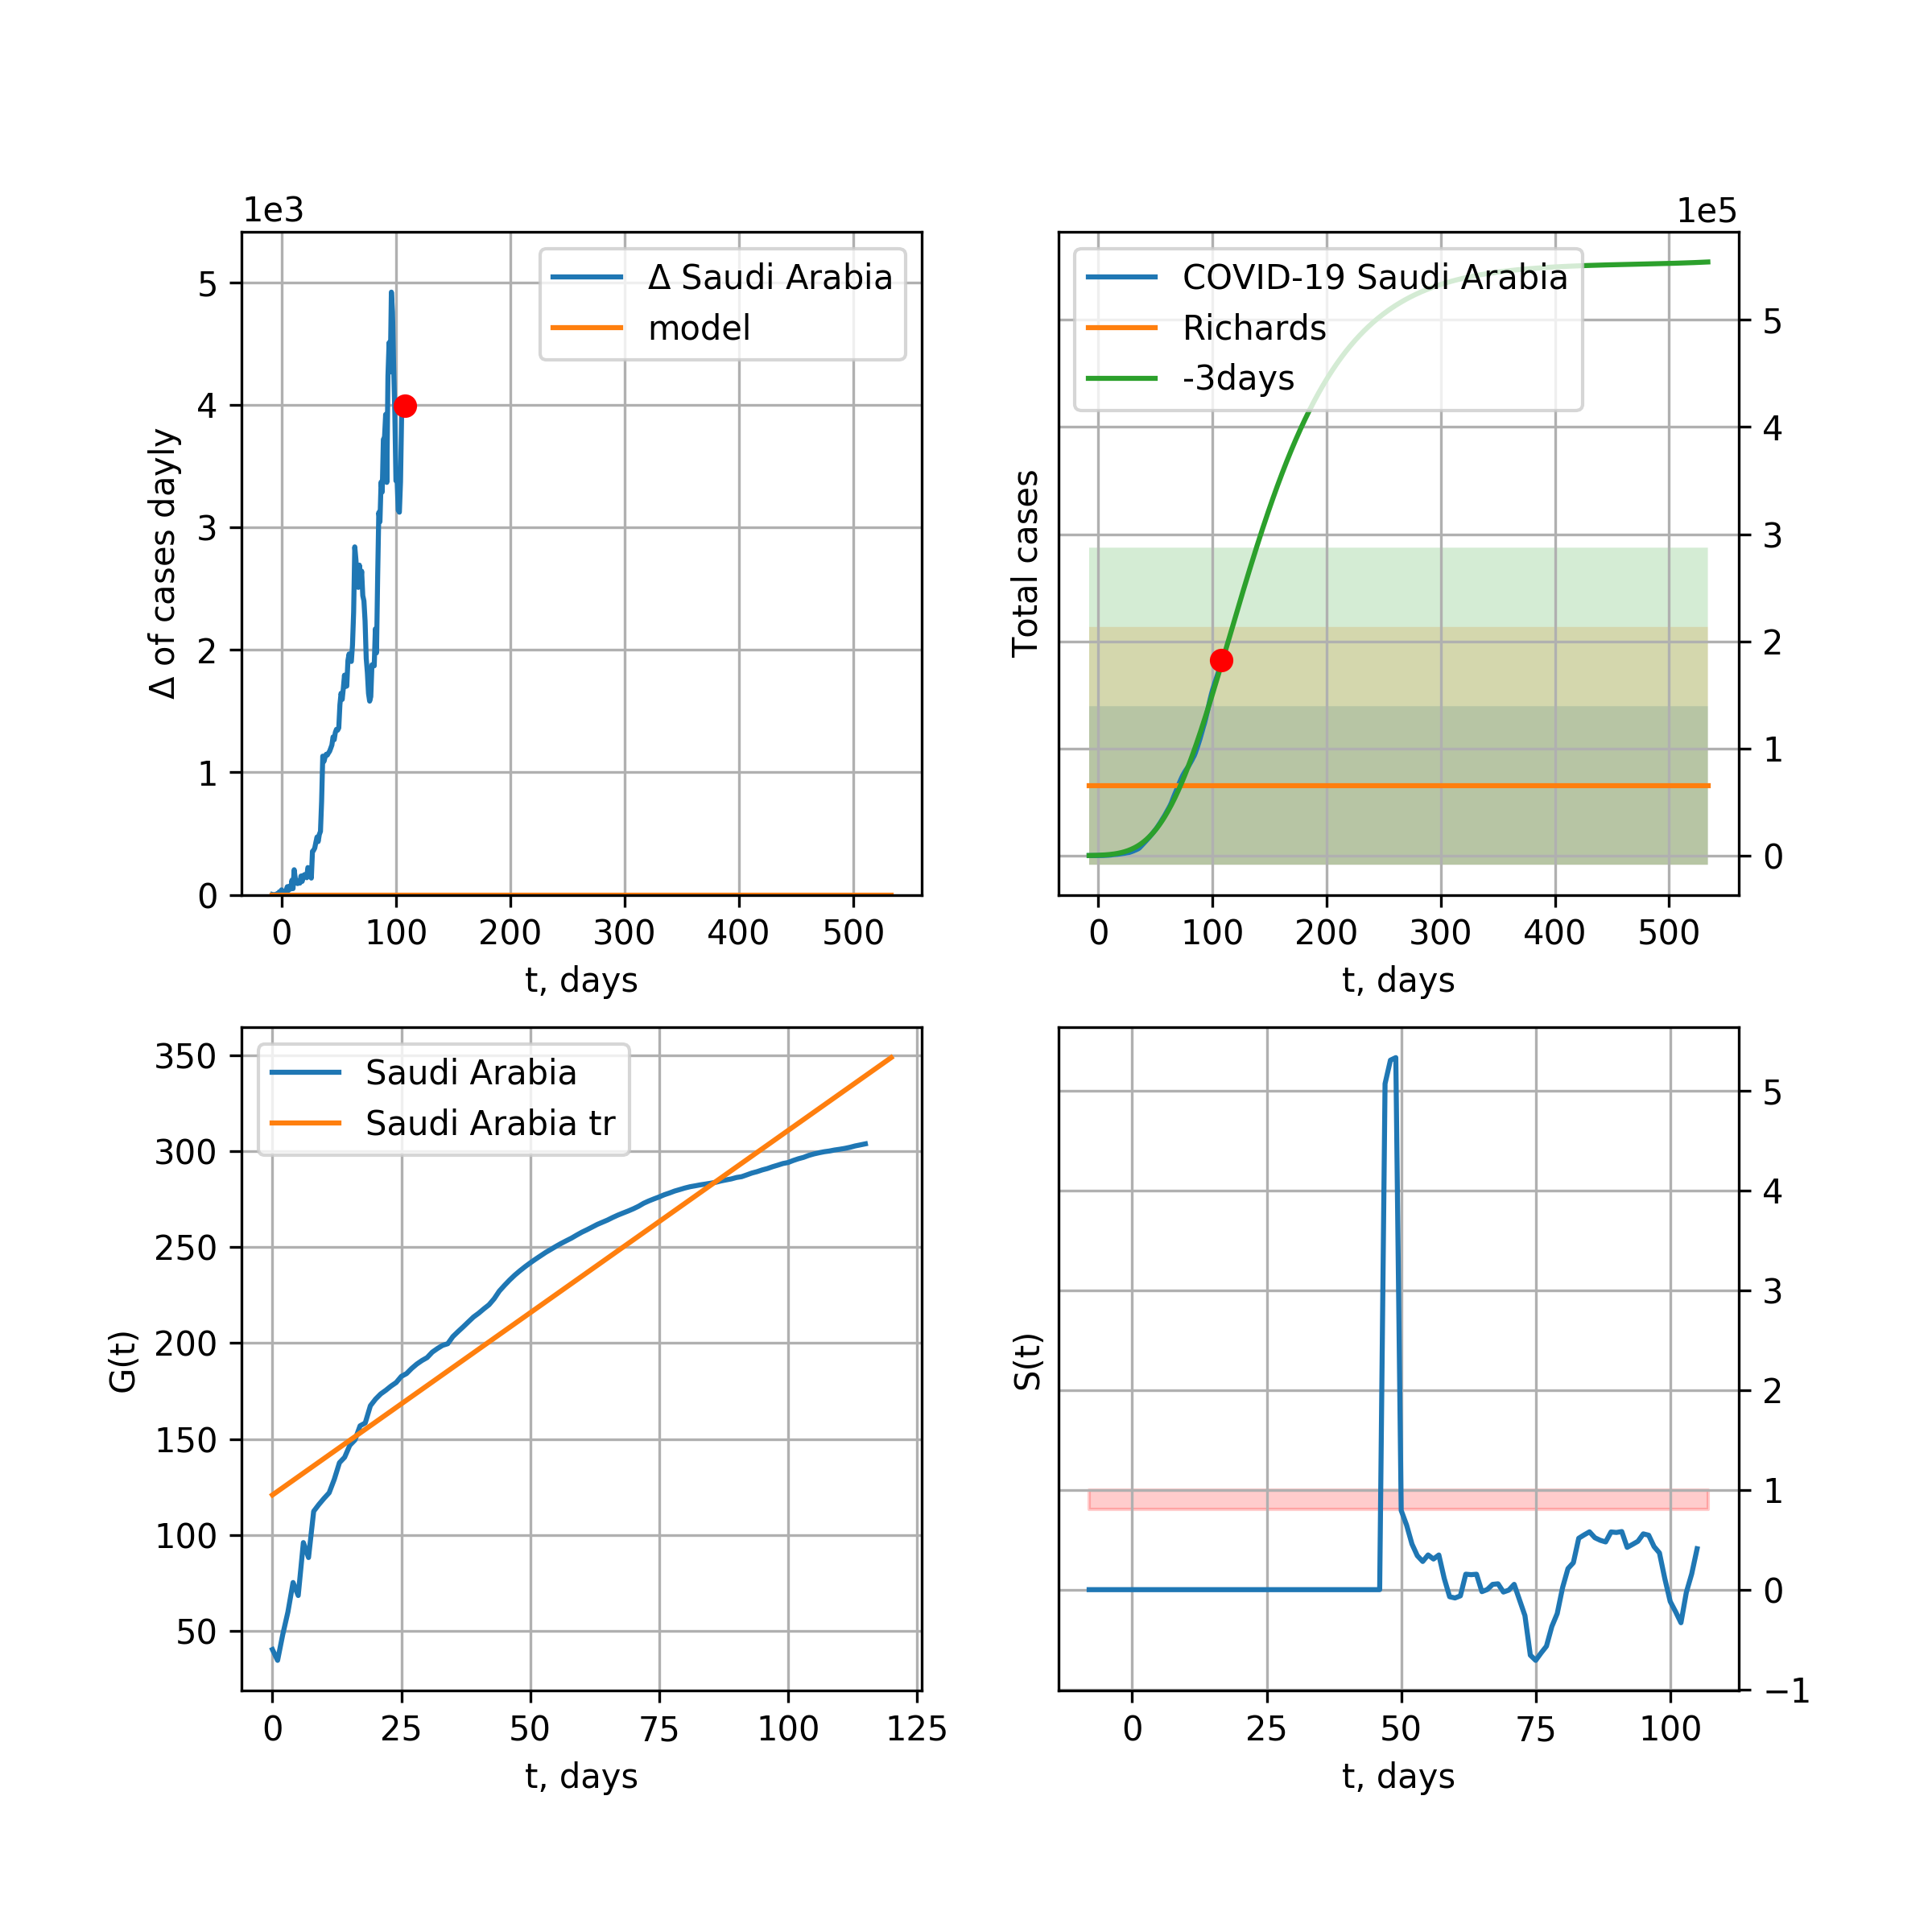 1e3
5
4
3
2
1
0
Δ of cases dayly
Δ Saudi Arabia
model
0 100 200 300 400 500
t, days
1e5
5
4
3
2
1
0
Total cases
COVID-19 Saudi Arabia
Richards
-3days
0 100 200 300 400 500
t, days
350
300
250
200
150
100
50
G(t)
Saudi Arabia
Saudi Arabia tr
0 25 50 75 100 125
t, days
5
4
3
2
1
0
−1
S(t)
0 25 50 75 100
t, days